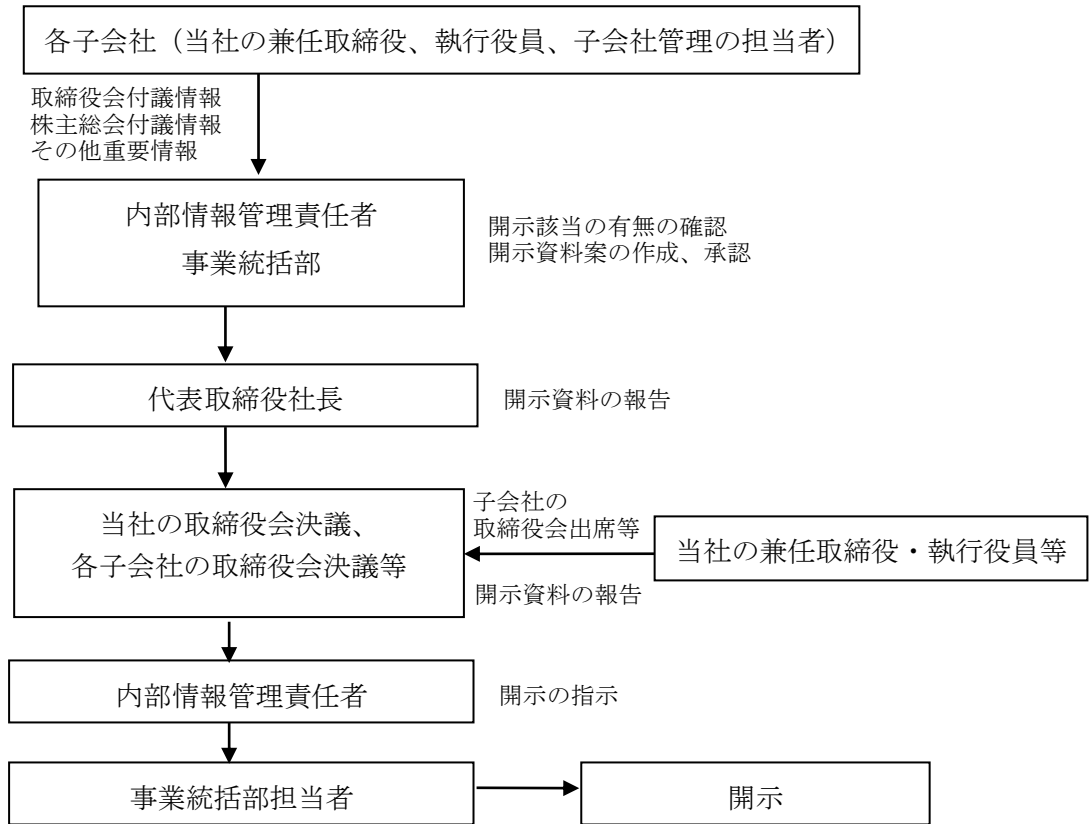 各子会社（当社の兼任取締役、執行役員、子会社管理の担当者）
取締役会付議情報
株主総会付議情報
その他重要情報
内部情報管理責任者
事業統括部
開示該当の有無の確認
開示資料案の作成、承認
代表取締役社長
開示資料の報告
当社の取締役会決議、
各子会社の取締役会決議等
子会社の
取締役会出席等
当社の兼任取締役・執行役員等
開示資料の報告
内部情報管理責任者
開示の指示
事業統括部担当者
開示